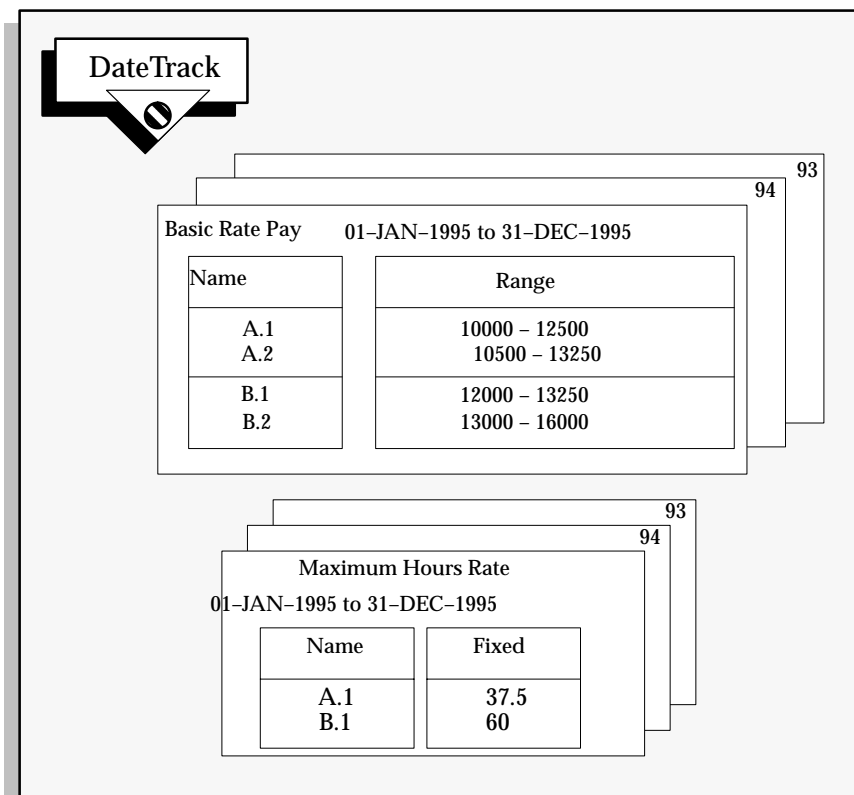 DateTrack
93
94
Basic Rate Pay 01–JAN–1995 to 31–DEC–1995
Name Range
A.1 10000 – 12500
A.2 10500 – 13250
B.1 12000 – 13250
B.2 13000 – 16000
93
94
Maximum Hours Rate
01–JAN–1995 to 31–DEC–1995
Name Fixed
A.1 37.5
B.1 60